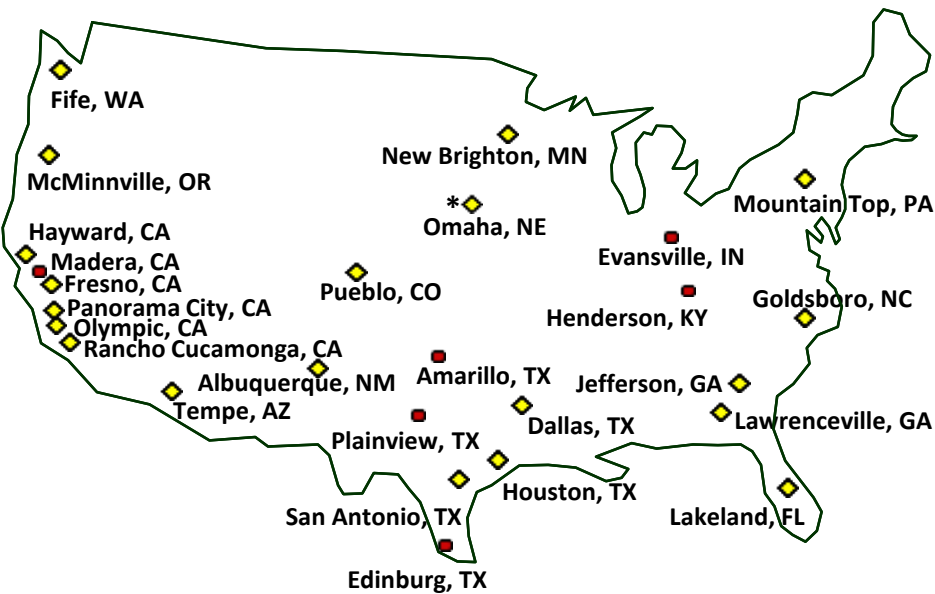 Fife, WA
New Brighton, MN
McMinnville, OR
Mountain Top, PA
*
Omaha, NE
Hayward, CA
Evansville, IN
Madera, CA
Fresno, CA
Pueblo, CO
Goldsboro, NC
Panorama City, CA
Henderson, KY
Olympic, CA
Rancho Cucamonga, CA
Albuquerque, NM
Amarillo, TX
Jefferson, GA
Tempe, AZ
Dallas, TX
Lawrenceville, GA
Plainview, TX
Houston, TX
San Antonio, TX
Lakeland, FL
Edinburg, TX